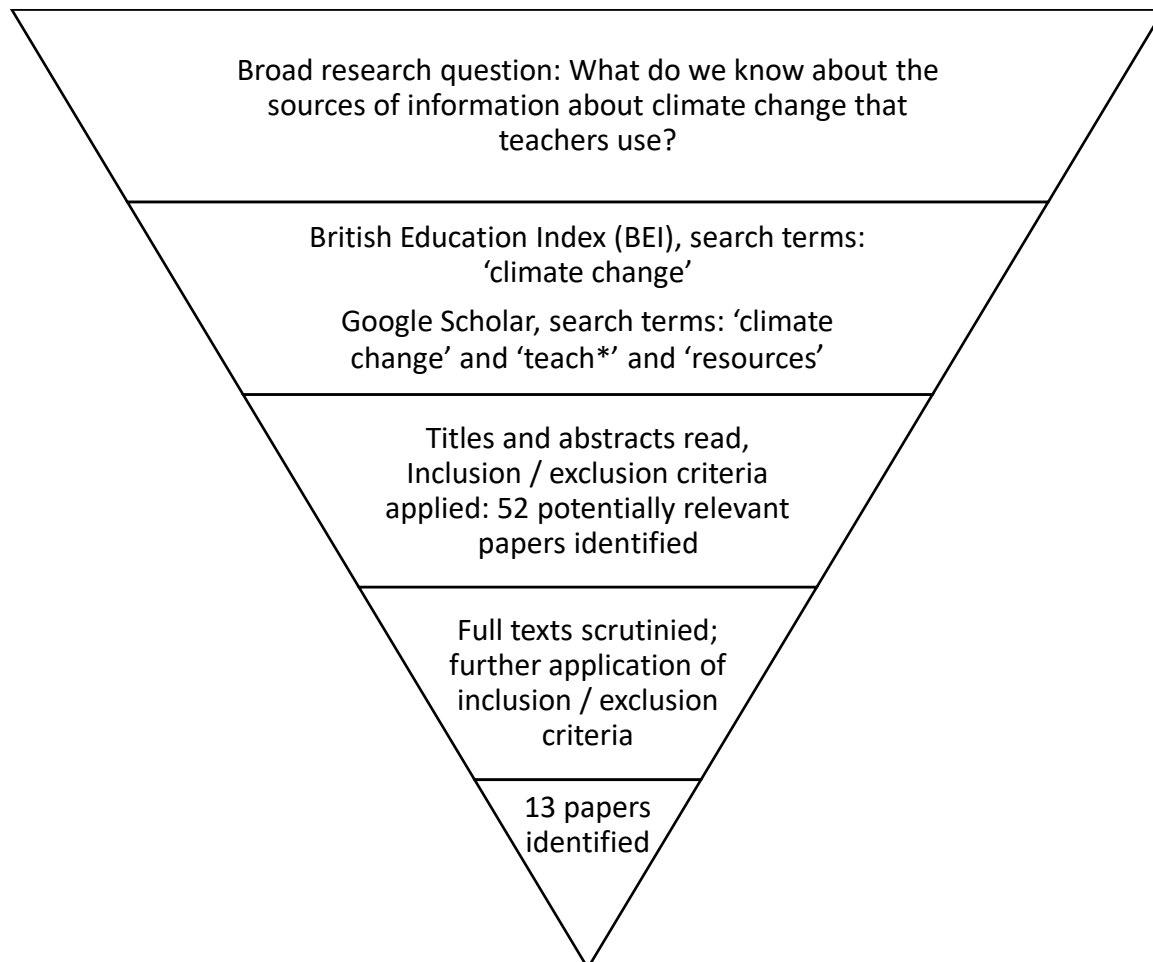 Broad research question: What do we know about the
sources of information about climate change that
teachers use?
British Education Index (BEI), search terms:
‘climate change’
Google Scholar, search terms: ‘climate
change’ and ‘teach*’ and ‘resources’
Titles and abstracts read,
Inclusion / exclusion criteria
applied: 52 potentially relevant
papers identified
Full texts scrutinied;
further application of
inclusion / exclusion
criteria
13 papers
identified